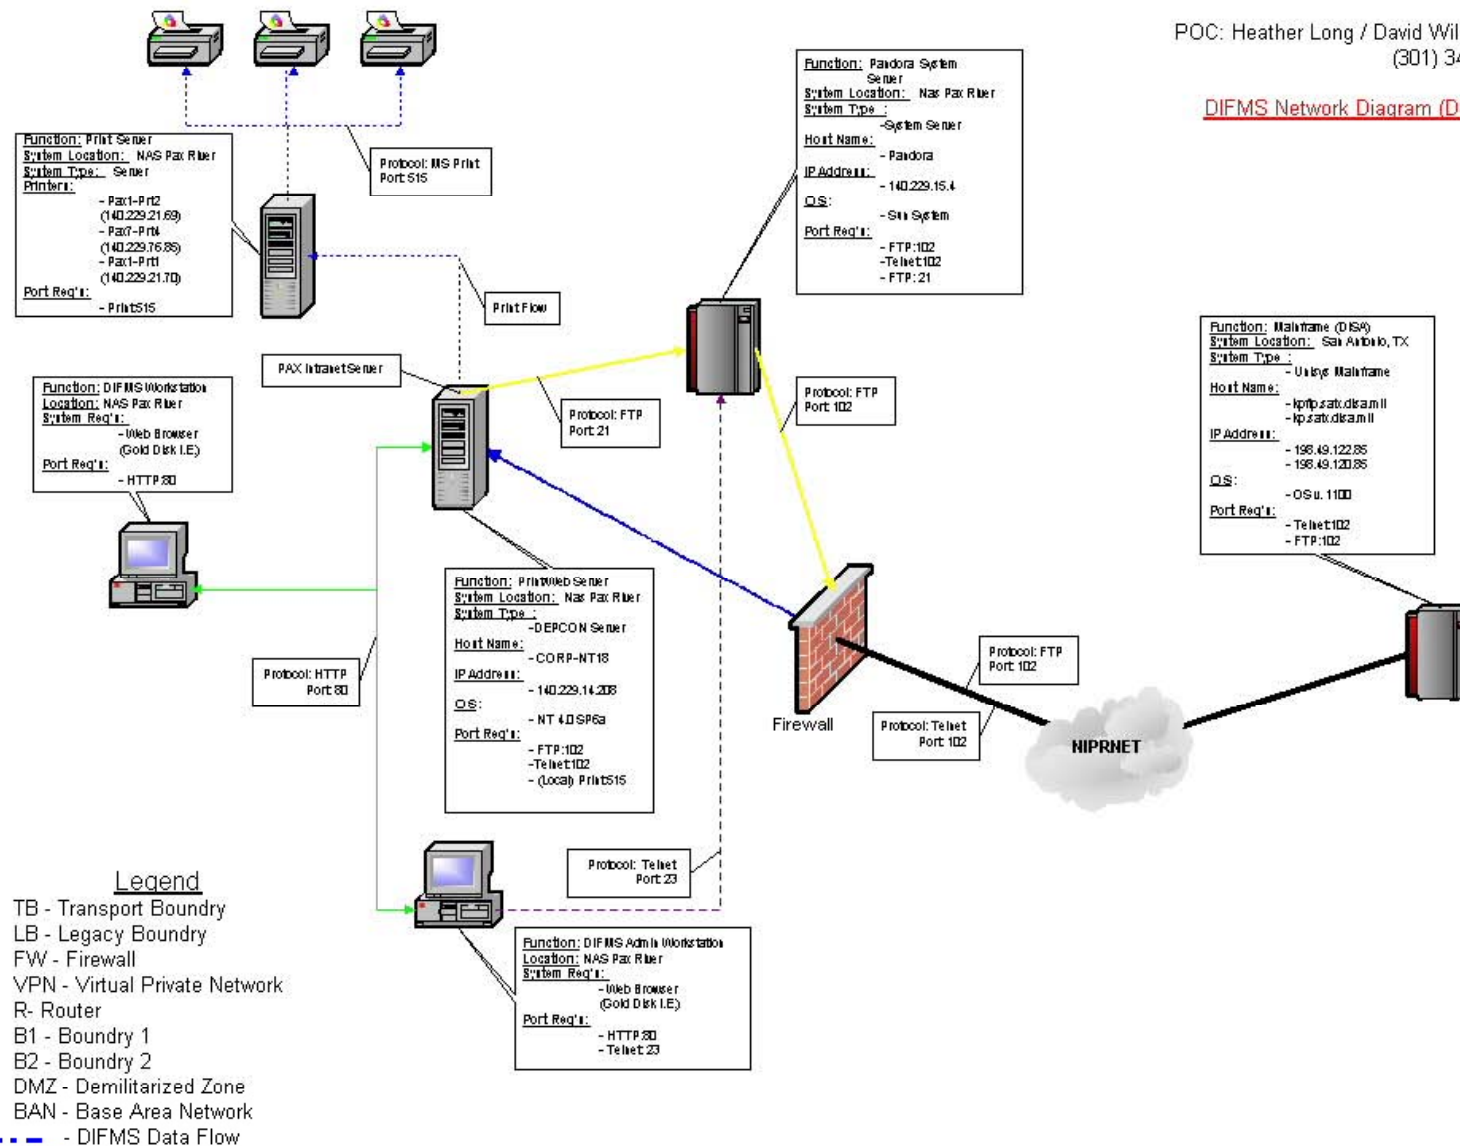 POC: Heather Long / David Wil
(301) 34
DIFMS Network Diagram (D
Function: Print Server
System Location: NAS Pax River
System Type: Server
Printers:
- Pax1-Prt2
(140.229.21.69)
- Pax7-Prt4
(140.229.76.85)
- Pax1-Prt1
(140.229.21.70)
Port Req's:
- Print:515
Protocol: MS Print
Port: 515
Print Flow
Function: Pandora System
Server
System Location: Nas Pax River
System Type :
-System Server
Host Name:
- Pandora
IP Address:
- 140.229.15.4
OS:
- Sun System
Port Req's:
- FTP:102
-Telnet:102
- FTP: 21
PAX Intranet Server
Protocol: FTP
Port: 21
Protocol: FTP
Port: 102
Function: DIFMS Workstation
Location: NAS Pax River
System Req's:
- Web Browser
(Gold Disk I.E)
Port Req's:
- HTTP:80
Function: Mainframe (DISA)
System Location: San Antonio, TX
System Type :
- Unisys Mainframe
Host Name:
- kpftp.satx.disa.mil
- kp.satx.disa.mil
IP Address:
- 198.49.122.85
- 198.49.120.85
OS:
- OS v. 1100
Port Req's:
- Telnet:102
- FTP:102
Function: Print/Web Server
System Location: Nas Pax River
System Type :
-DEPCON Server
Host Name:
- CORP-NT18
IP Address:
- 140.229.14.208
OS:
- NT 4.0 SP6a
Port Req's:
- FTP:102
-Telnet:102
- (Local) Print:515
Protocol: HTTP
Port: 80
Firewall
Protocol: FTP
Port: 102
Protocol: Telnet
Port: 102
NIPRNET
Protocol: Telnet
Port: 23
Function: DIFMS Admin Workstation
Location: NAS Pax River
System Req's:
- Web Browser
(Gold Disk I.E)
Port Req's:
- HTTP:80
- Telnet: 23
Legend
TB - Transport Boundry
LB - Legacy Boundry
FW - Firewall
VPN - Virtual Private Network
R- Router
B1 - Boundry 1
B2 - Boundry 2
DMZ - Demilitarized Zone
BAN - Base Area Network
- DIFMS Data Flow